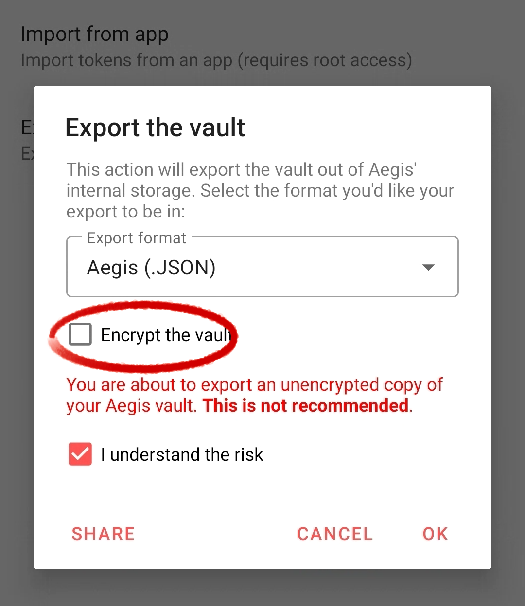 Import from app
Import tokens from an app (requires root access)
E
Ex
Export the vault
This action will export the vault out of Aegis'
internal storage. Select the format you'd like your
export to be in:
Export format
Aegis (.JSON)
Encrypt the vault
You are about to export an unencrypted copy of
your Aegis vault. This is not recommended.
I understand the risk
SHARE
CANCEL
OK